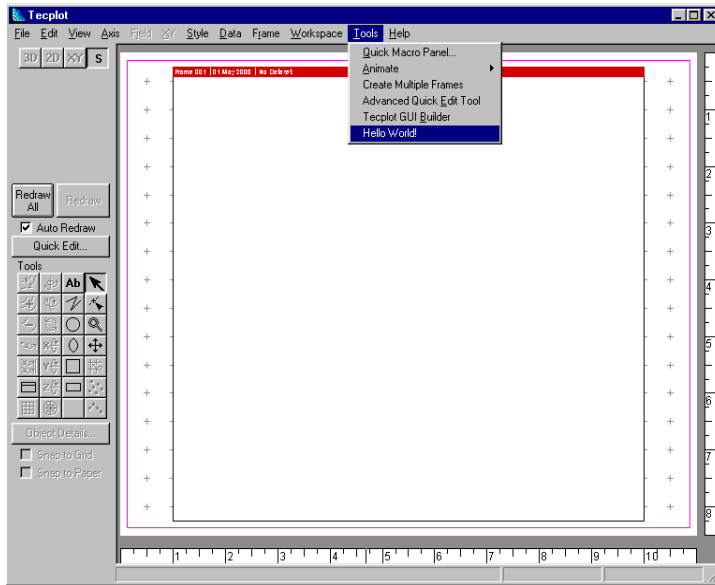 Tecplot
File Edit View Axis Field XY Style Data Frame Workspace Tools Help
3D 2D XY S
Quick Macro Panel...
Animate
Create Multiple Frames
Advanced Quick Edit Tool
Tecplot GUI Builder
Hello World!
Frame 001 | 01 May 2000 | No Dataset
Redraw All
Redraw
Auto Redraw
Quick Edit...
Tools
Ab
Object Details...
Snap to Grid
Snap to Paper
1
2
3
4
5
6
7
8
1 2 3 4 5 6 7 8 9 10